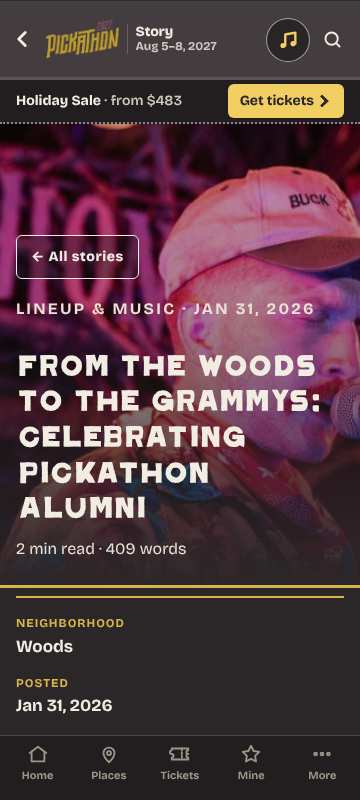 2027
PICKATHON
Story
Aug 5–8, 2027
Holiday Sale · from $483
Get tickets
BUCK
← All stories
LINEUP & MUSIC · JAN 31, 2026
FROM THE WOODS
TO THE GRAMMYS:
CELEBRATING
PICKATHON
ALUMNI
2 min read · 409 words
NEIGHBORHOOD
Woods
POSTED
Jan 31, 2026
Home
Places
Tickets
Mine
More